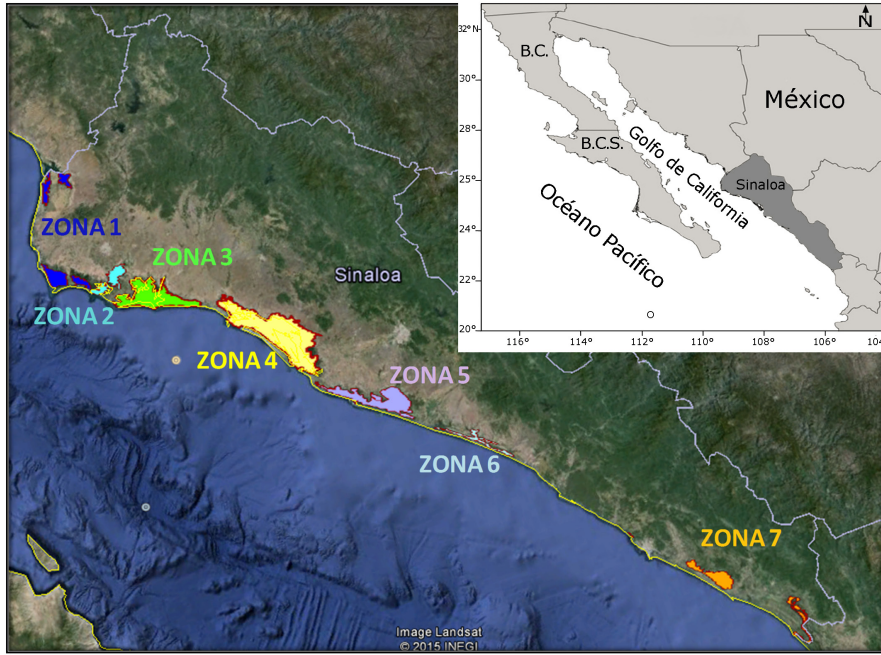 N
32°N
30°
28°
25°
24°
22°
20°
116°
114°
112°
110°
108°
106°
104°
B.C.
B.C.S.
México
Golfo de California
Sinaloa
Océano Pacífico
ZONA 1
ZONA 3
Sinaloa
ZONA 2
ZONA 4
ZONA 5
ZONA 6
ZONA 7
Image Landsat
© 2015 INEGI